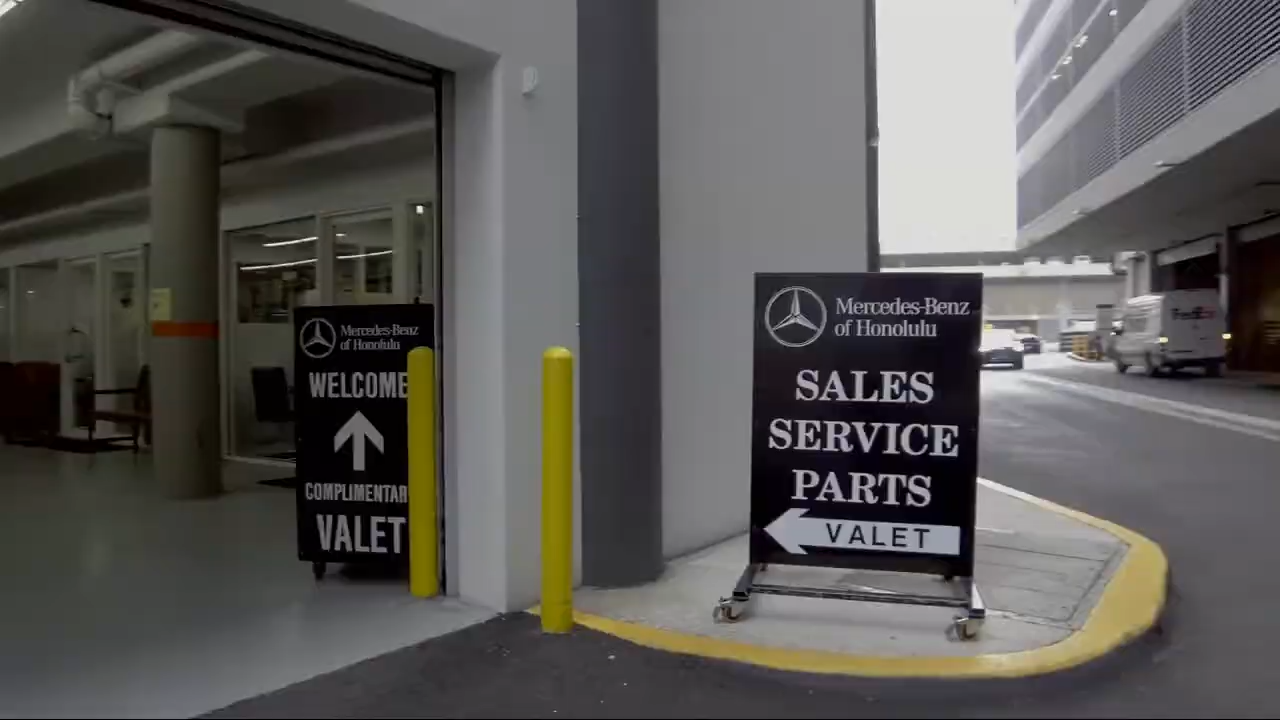 Mercedes-Benz
of Honolulu
WELCOME
COMPLIMENTAR
VALET
Mercedes-Benz
of Honolulu
SALES
SERVICE
PARTS
VALET
FedEx